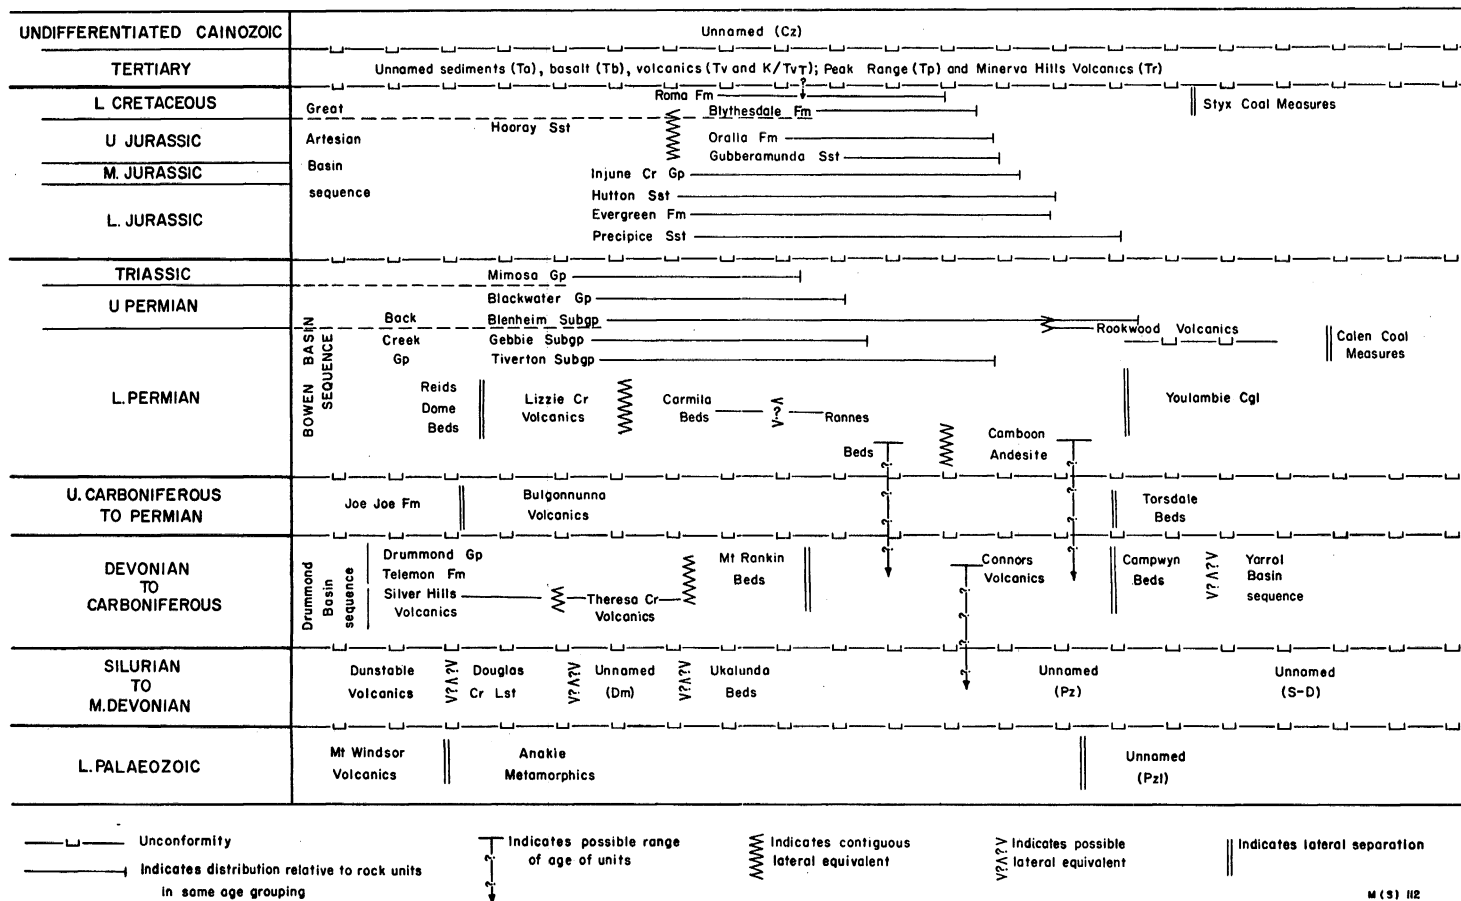 UNDIFFERENTIATED CAINOZOIC
Unnamed (Cz)
TERTIARY
Unnamed sediments (Ta), basalt (Tb), volcanics (Tv and K/Tv); Peak Range (Tp) and Minerva Hills Volcanics (Tr)
L CRETACEOUS
Great
Roma Fm
?
Blythesdale Fm
Styx Coal Measures
Hooray Sst
U JURASSIC
Artesian
Oralla Fm
Gubberamunda Sst
M. JURASSIC
Basin
Injune Cr Gp
sequence
Hutton Sst
L. JURASSIC
Evergreen Fm
Precipice Sst
TRIASSIC
Mimosa Gp
U PERMIAN
Blackwater Gp
Back
Blenheim Subgp
Rookwood Volcanics
Creek
Gebbie Subgp
Calen Coal
Measures
Gp
Tiverton Subgp
BOWEN BASIN
SEQUENCE
L. PERMIAN
Reids
Dome
Beds
Lizzie Cr
Volcanics
Carmila
Beds
?
Rannes
Beds
Camboon
Andesite
Youlambie Cgl
U. CARBONIFEROUS
TO PERMIAN
Joe Joe Fm
Bulgonnunna
Volcanics
Torsdale
Beds
DEVONIAN
TO
CARBONIFEROUS
Drummond
Basin
sequence
Drummond Gp
Telemon Fm
Silver Hills
Volcanics
Theresa Cr
Volcanics
Mt Rankin
Beds
Connors
Volcanics
Campwyn
Beds
V?Λ?V
Yarrol
Basin
sequence
SILURIAN
TO
M.DEVONIAN
Dunstable
Volcanics
V?Λ?V
Douglas
Cr Lst
V?Λ?V
Unnamed
(Dm)
V?Λ?V
Ukalunda
Beds
Unnamed
(Pz)
Unnamed
(S-D)
L.PALAEOZOIC
Mt Windsor
Volcanics
Anakie
Metamorphics
Unnamed
(Pzl)
Unconformity
Indicates distribution relative to rock units
in same age grouping
Indicates possible range
of age of units
Indicates contiguous
lateral equivalent
V?Λ?V
Indicates possible
lateral equivalent
Indicates lateral separation
M (S) 112